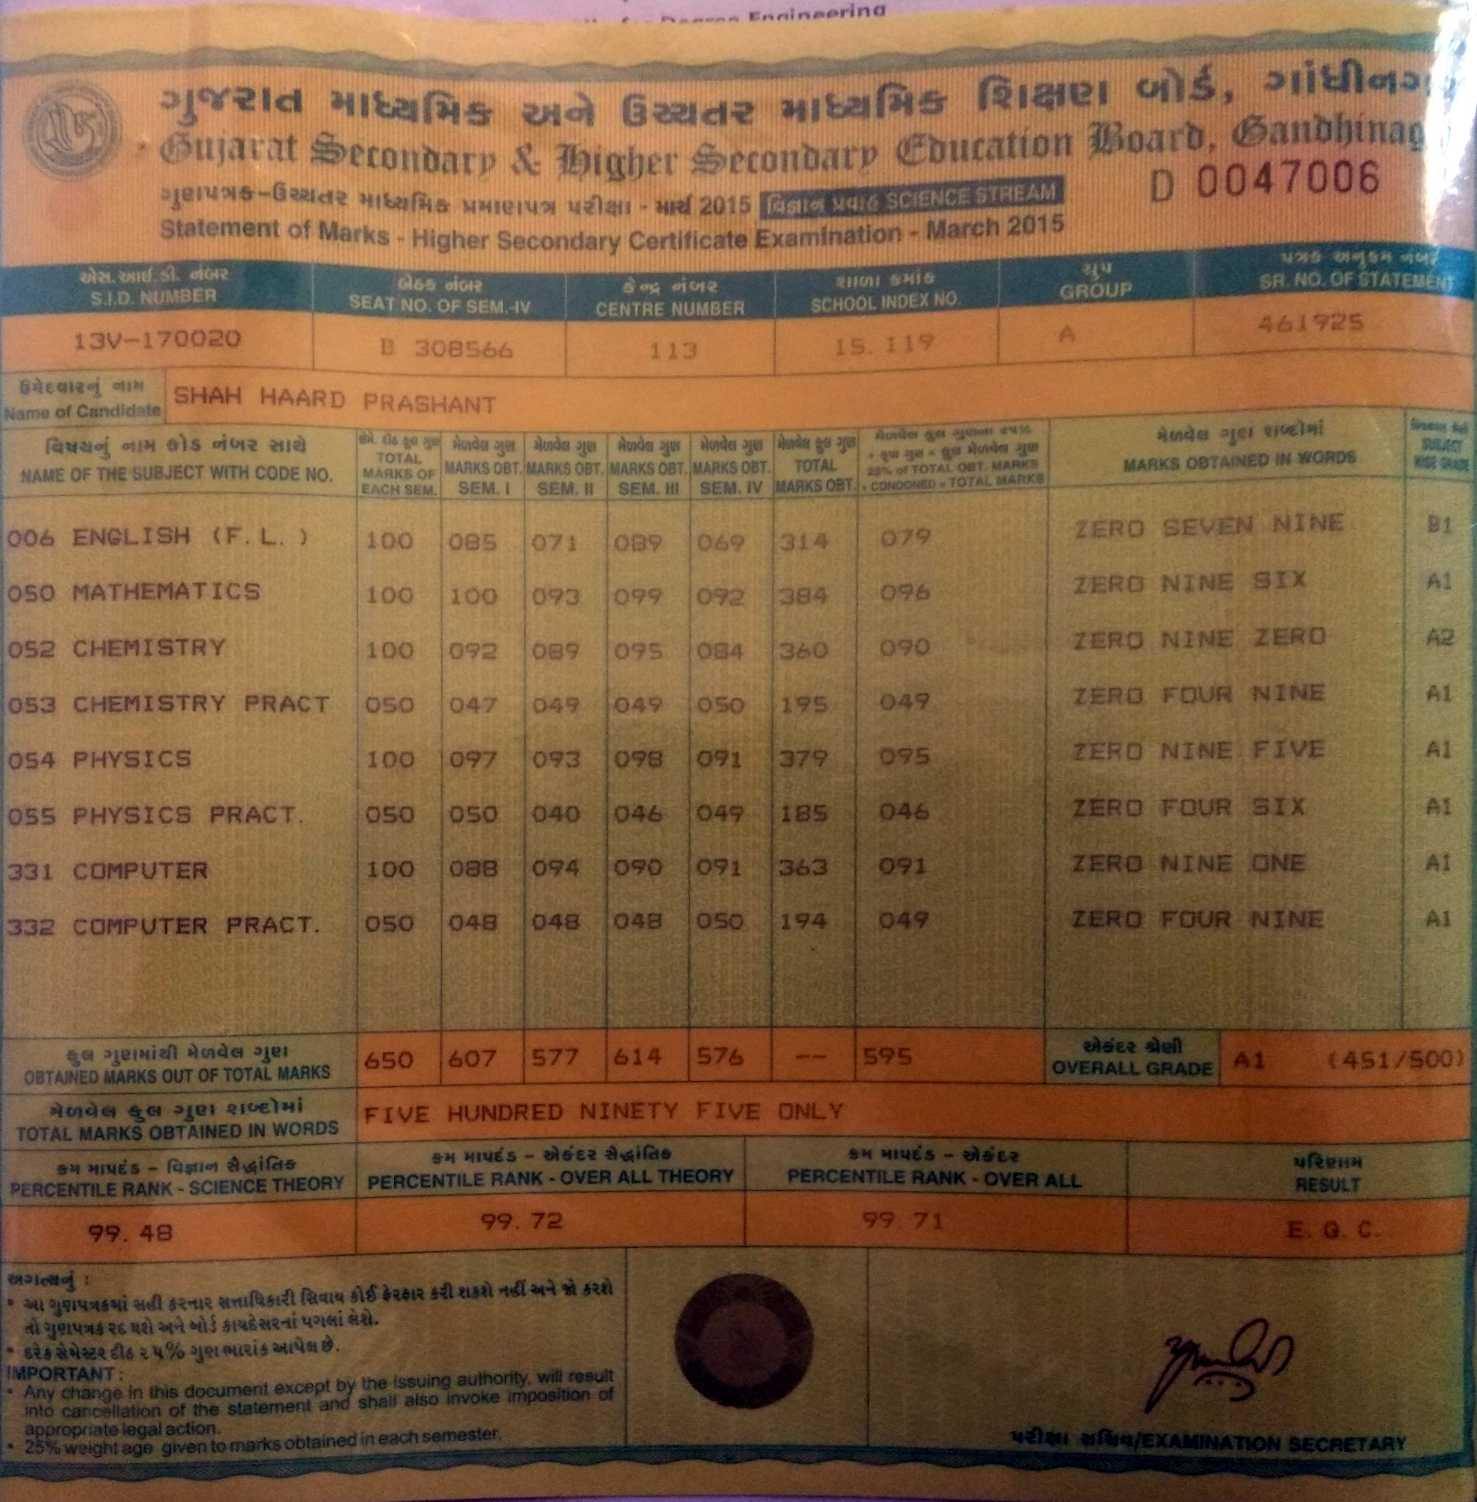 for Degree Engineering
ગુજરાત માધ્યમિક અને ઉચ્ચતર માધ્યમિક શિક્ષણ બોર્ડ,
Gujarat Secondary & Higher Secondary Education Board,
D 0047006
ગુણપત્રક-ઉચ્ચતર માધ્યમિક પ્રમાણપત્ર પરીક્ષા - માર્ચ 2015 વિજ્ઞાન પ્રવાહ SCIENCE STREAM
Statement of Marks - Higher Secondary Certificate Examination - March 2015
એસ. આઈ. ડી. નંબર બેઠક નંબર કેન્દ્ર નંબર શાળા ક્રમાંક ગ્રુપ પત્રક અનુક્રમ નંબર
S.I.D. NUMBER SEAT NO. OF SEM.-IV CENTRE NUMBER SCHOOL INDEX NO. GROUP SR. NO. OF STATEMENT
13V-170020 B 308566 113 15. 119 A 461925
ઉમેદવારનું નામ
Name of Candidate SHAH HAARD PRASHANT
વિષયનું નામ કોડ નંબર સાથે મેળવેલ ગુણ મેળવેલ ગુણ મેળવેલ ગુણ મેળવેલ ગુણ મેળવેલ કુલ ગુણ મેળવેલ ગુણ શબ્દોમાં
NAME OF THE SUBJECT WITH CODE NO. TOTAL MARKS OF EACH SEM. MARKS OBT. SEM. I MARKS OBT. SEM. II MARKS OBT. SEM. III MARKS OBT. SEM. IV TOTAL MARKS OBT. 25% of TOTAL OBT. MARKS + CONDONED = TOTAL MARKS MARKS OBTAINED IN WORDS SUBJECT WISE GRADE
006 ENGLISH (F. L. ) 100 085 071 089 069 314 079 ZERO SEVEN NINE B1
050 MATHEMATICS 100 100 093 099 092 384 096 ZERO NINE SIX A1
052 CHEMISTRY 100 092 089 095 084 360 090 ZERO NINE ZERO A2
053 CHEMISTRY PRACT 050 047 049 049 050 195 049 ZERO FOUR NINE A1
054 PHYSICS 100 097 093 098 091 379 095 ZERO NINE FIVE A1
055 PHYSICS PRACT. 050 050 040 046 049 185 046 ZERO FOUR SIX A1
331 COMPUTER 100 088 094 090 091 363 091 ZERO NINE ONE A1
332 COMPUTER PRACT. 050 048 048 048 050 194 049 ZERO FOUR NINE A1
કુલ ગુણમાંથી મેળવેલ ગુણ એકંદર શ્રેણી
OBTAINED MARKS OUT OF TOTAL MARKS 650 607 577 614 576 -- 595 OVERALL GRADE A1 (451/500)
મેળવેલ કુલ ગુણ શબ્દોમાં
TOTAL MARKS OBTAINED IN WORDS FIVE HUNDRED NINETY FIVE ONLY
ક્રમ માપદંડ - વિજ્ઞાન સૈદ્ધાંતિક ક્રમ માપદંડ - એકંદર સૈદ્ધાંતિક ક્રમ માપદંડ - એકંદર પરિણામ
PERCENTILE RANK - SCIENCE THEORY PERCENTILE RANK - OVER ALL THEORY PERCENTILE RANK - OVER ALL RESULT
99. 48 99. 72 99. 71 E. Q. C.
અગત્યનું :
• આ ગુણપત્રકમાં સહી કરનાર સત્તાધિકારી સિવાય કોઈ ફેરફાર કરી શકશે નહીં અને જો કરશે
તો ગુણપત્રક રદ થશે અને બોર્ડ કાયદેસરનાં પગલાં લેશે.
• દરેક સેમેસ્ટર દીઠ ૨૫% ગુણભારાંક આપેલ છે.
IMPORTANT :
• Any change in this document except by the issuing authority, will result
into cancellation of the statement and shall also invoke imposition of
appropriate legal action.
• 25% weight age given to marks obtained in each semester.
પરીક્ષા સચિવ/EXAMINATION SECRETARY